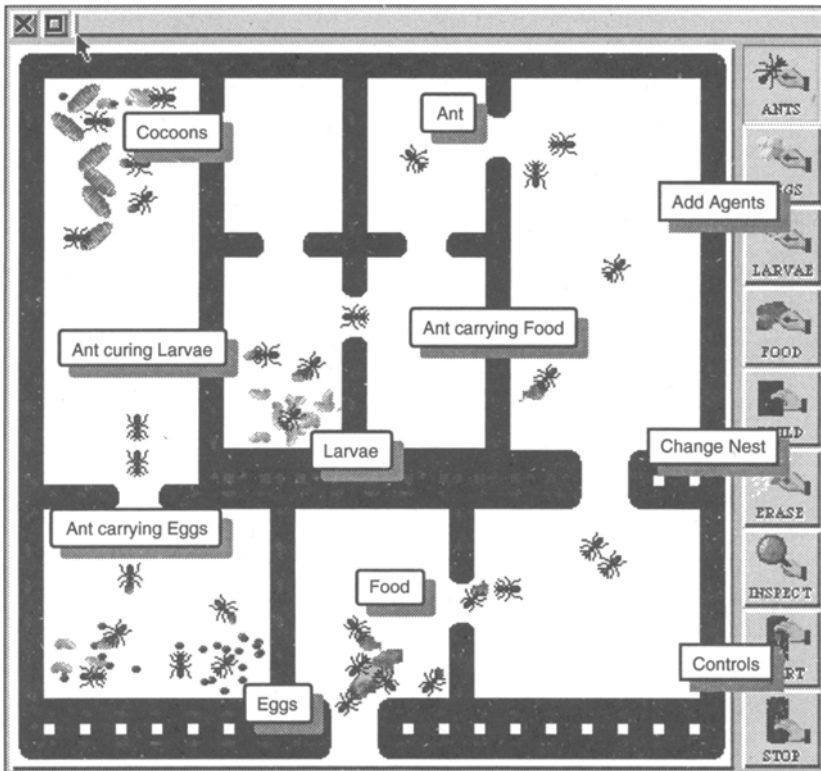 ANTS
Cocoons
Ant
Add Agents
LARVAE
Ant curing Larvae
Ant carrying Food
FOOD
Larvae
Change Nest
Ant carrying Eggs
ERASE
Food
INSPECT
Controls
Eggs
STOP